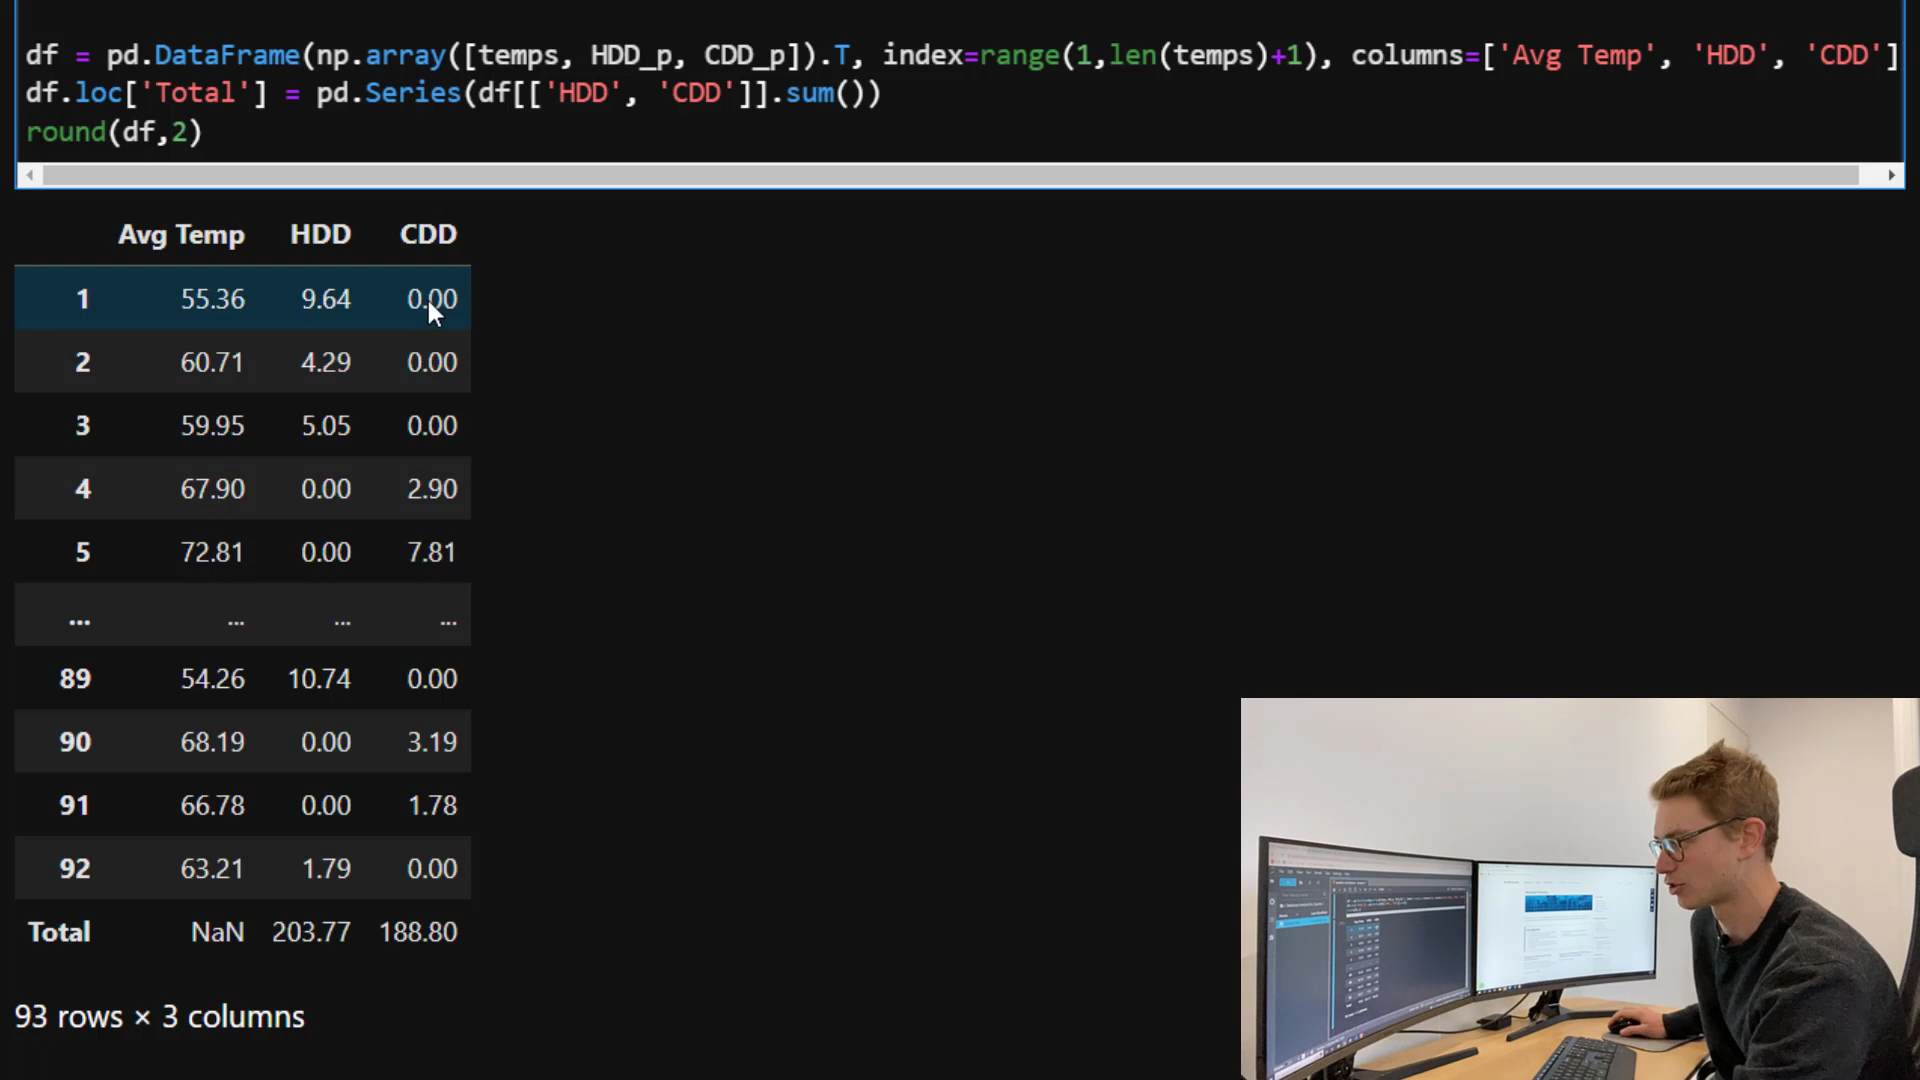 df = pd.DataFrame(np.array([temps, HDD_p, CDD_p]).T, index=range(1,len(temps)+1), columns=['Avg Temp', 'HDD', 'CDD']
df.loc['Total'] = pd.Series(df[['HDD', 'CDD']].sum())
round(df,2)
Avg Temp HDD CDD
1 55.36 9.64 0.00
2 60.71 4.29 0.00
3 59.95 5.05 0.00
4 67.90 0.00 2.90
5 72.81 0.00 7.81
... ... ... ...
89 54.26 10.74 0.00
90 68.19 0.00 3.19
91 66.78 0.00 1.78
92 63.21 1.79 0.00
Total NaN 203.77 188.80
93 rows × 3 columns